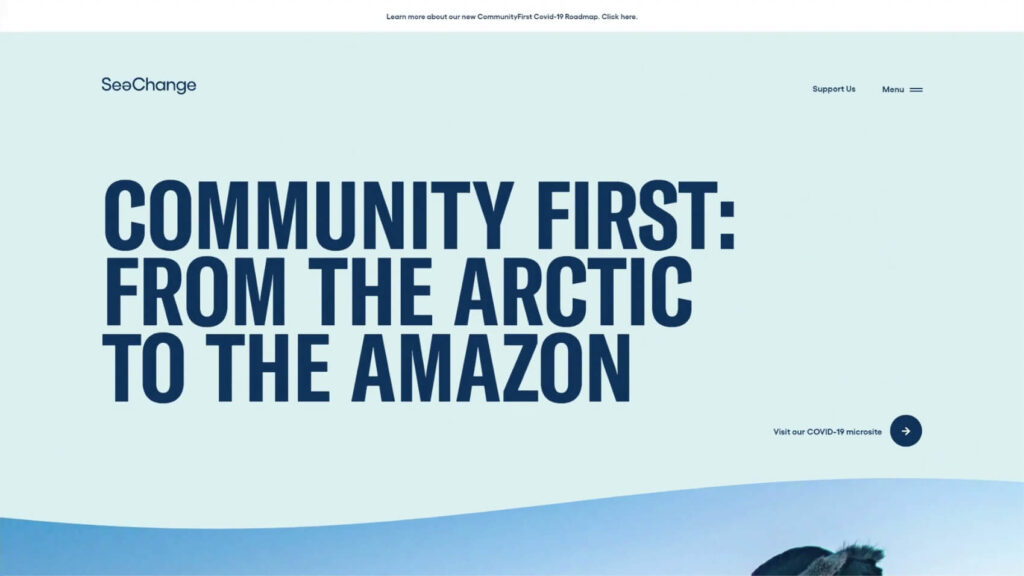 Learn more about our new CommunityFirst Covid-19 Roadmap. Click here.
SeəChange
Support Us
Menu
COMMUNITY FIRST:
FROM THE ARCTIC
TO THE AMAZON
Visit our COVID-19 microsite